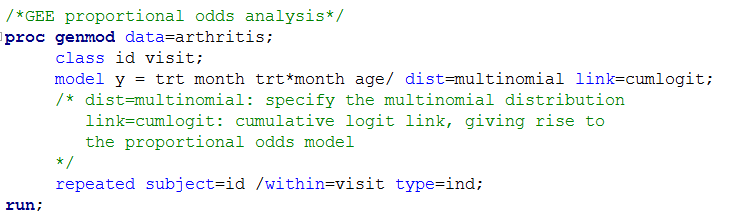 /*GEE proportional odds analysis*/
proc genmod data=arthritis;
class id visit;
model y = trt month trt*month age/ dist=multinomial link=cumlogit;
/* dist=multinomial: specify the multinomial distribution
link=cumlogit: cumulative logit link, giving rise to
the proportional odds model
*/
repeated subject=id /within=visit type=ind;
run;